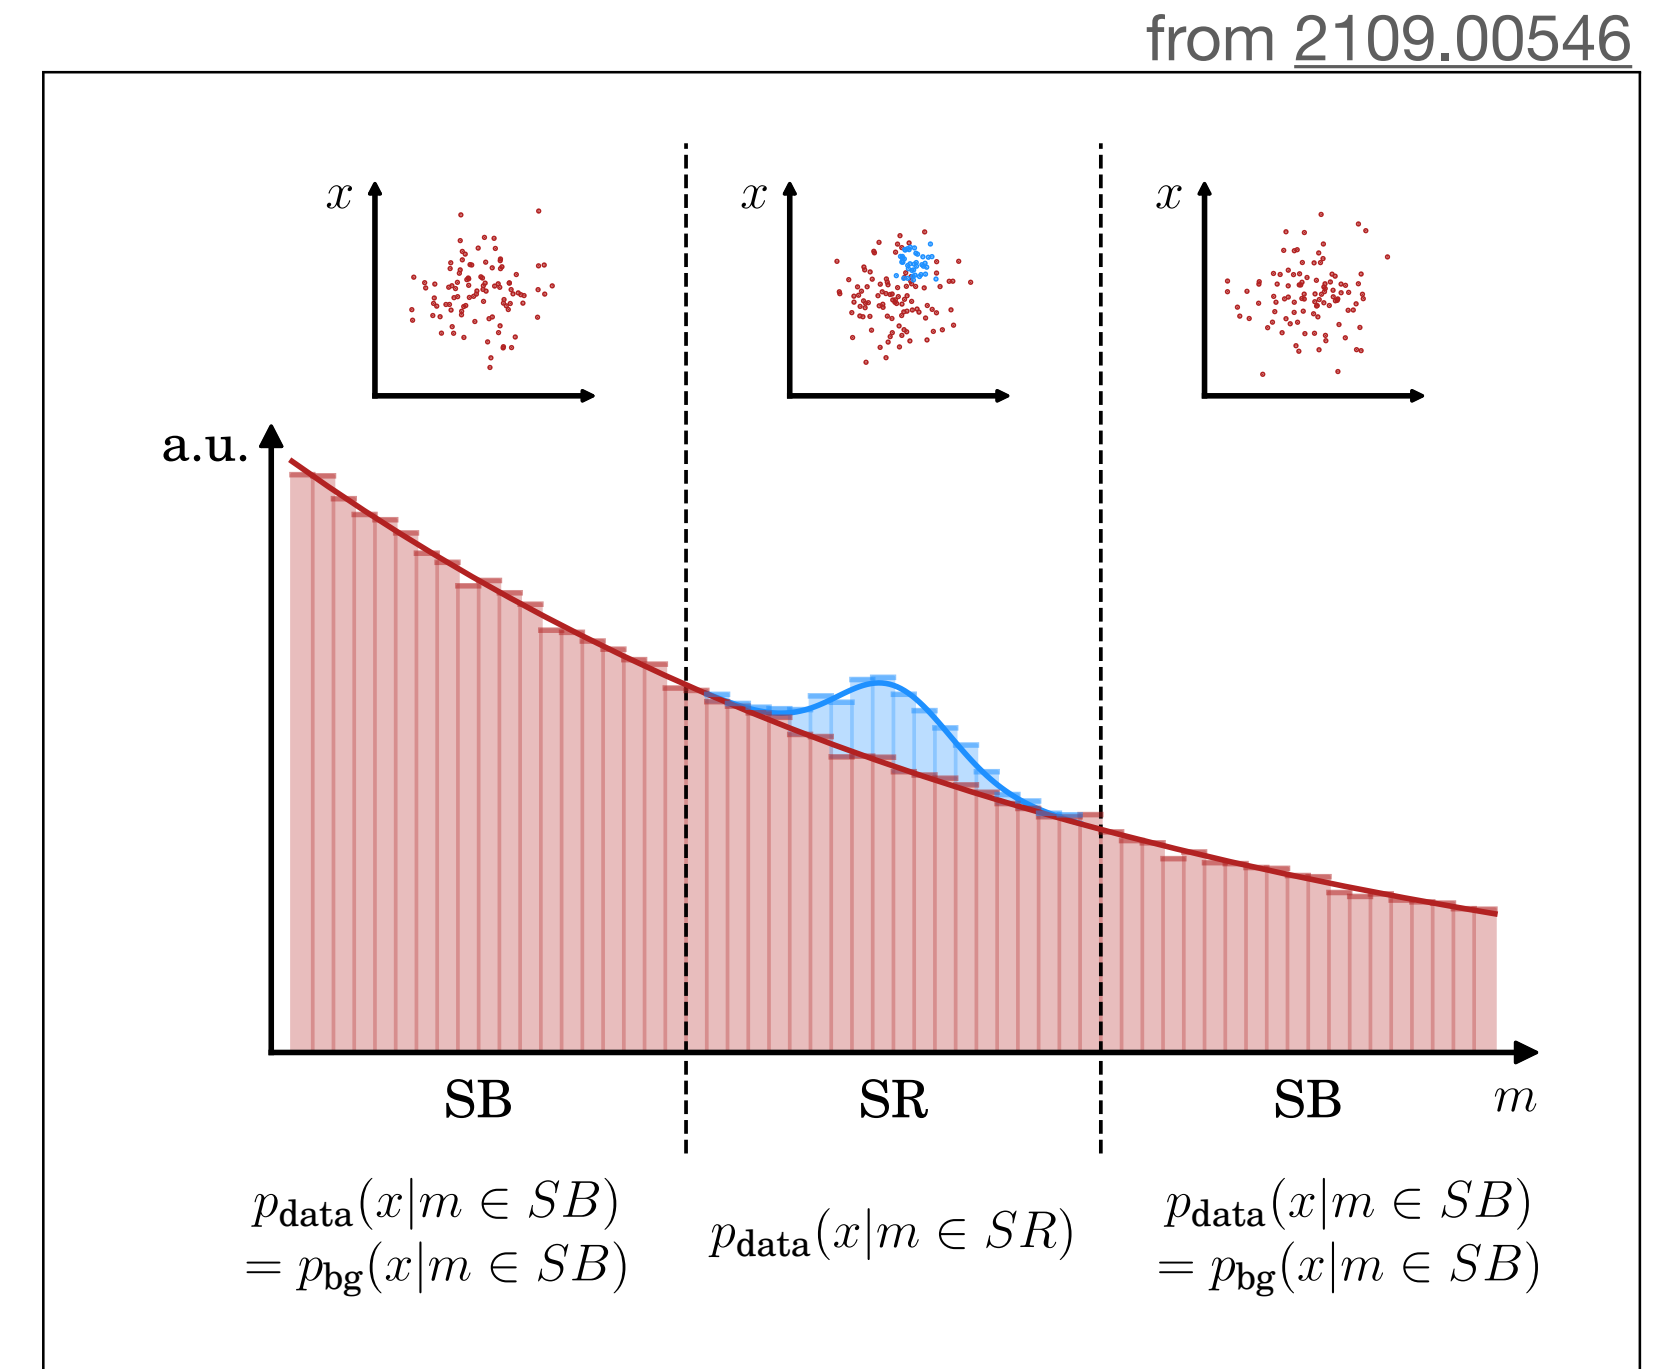 from 2109.00546
x x x
a.u.
SB SR SB m
p_data(x|m ∈ SB) p_data(x|m ∈ SR) p_data(x|m ∈ SB)
= p_bg(x|m ∈ SB) = p_bg(x|m ∈ SB)